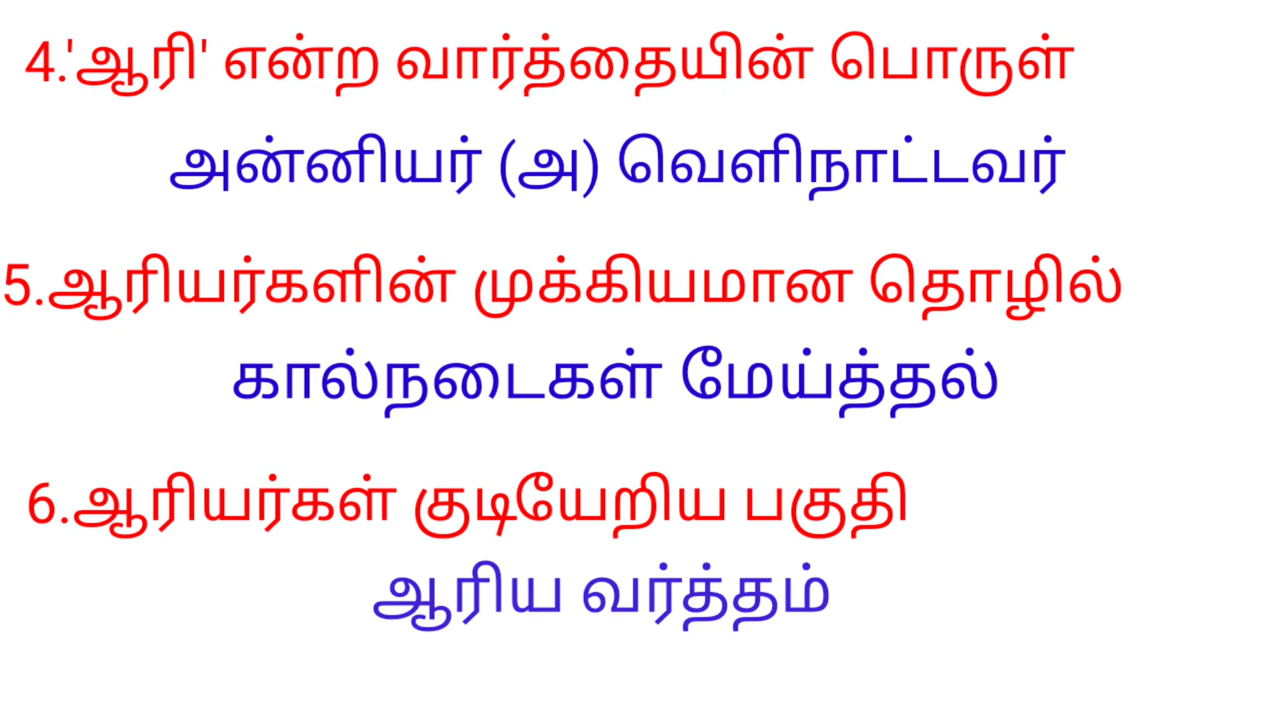 4.'ஆரி' என்ற வார்த்தையின் பொருள்
அன்னியர் (அ) வெளிநாட்டவர்
5.ஆரியர்களின் முக்கியமான தொழில்
கால்நடைகள் மேய்த்தல்
6.ஆரியர்கள் குடியேறிய பகுதி
ஆரிய வர்த்தம்